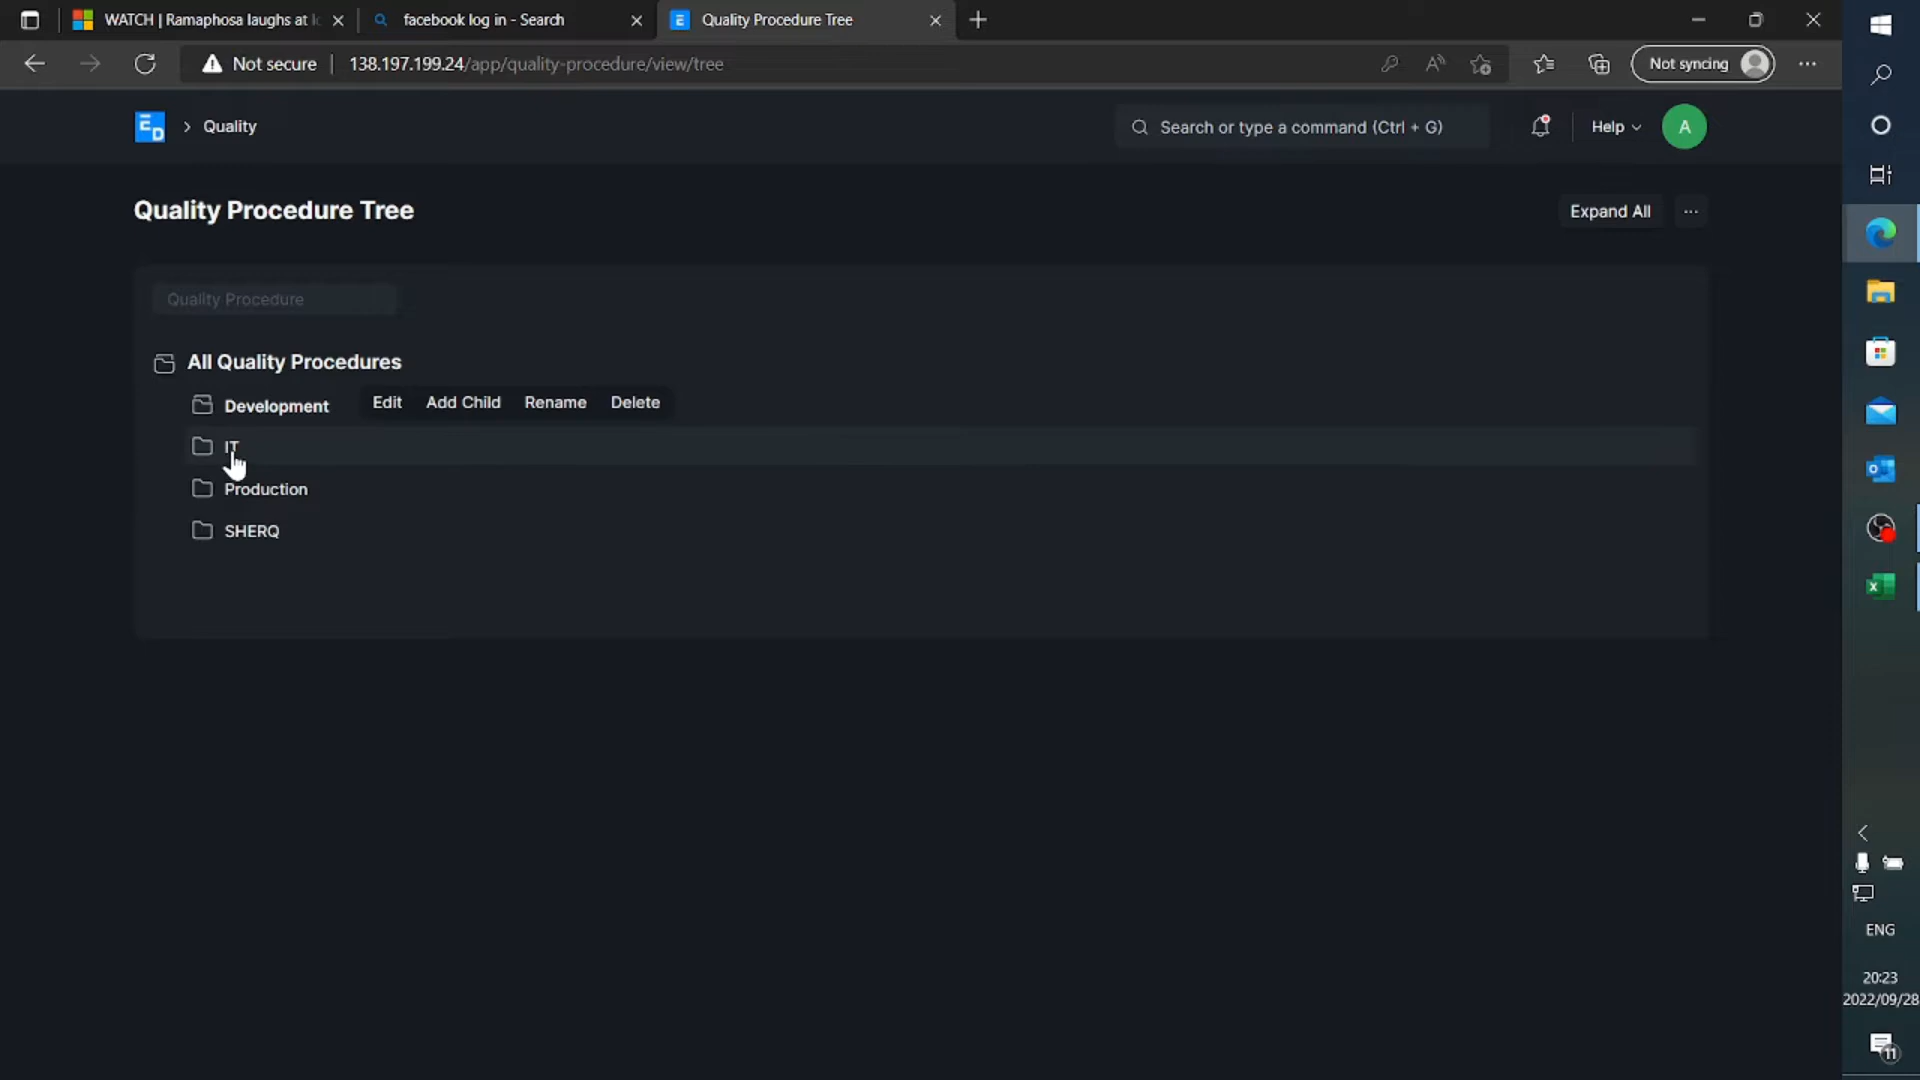 WATCH | Ramaphosa laughs at
facebook log in - Search
Quality Procedure Tree
Not secure
138.197.199.24/app/quality-procedure/view/tree
Not syncing
Quality
Search or type a command (Ctrl + G)
Help
A
Quality Procedure Tree
Expand All
Quality Procedure
All Quality Procedures
Development
Edit
Add Child
Rename
Delete
IT
Production
SHERQ
ENG
20:23
2022/09/28
11